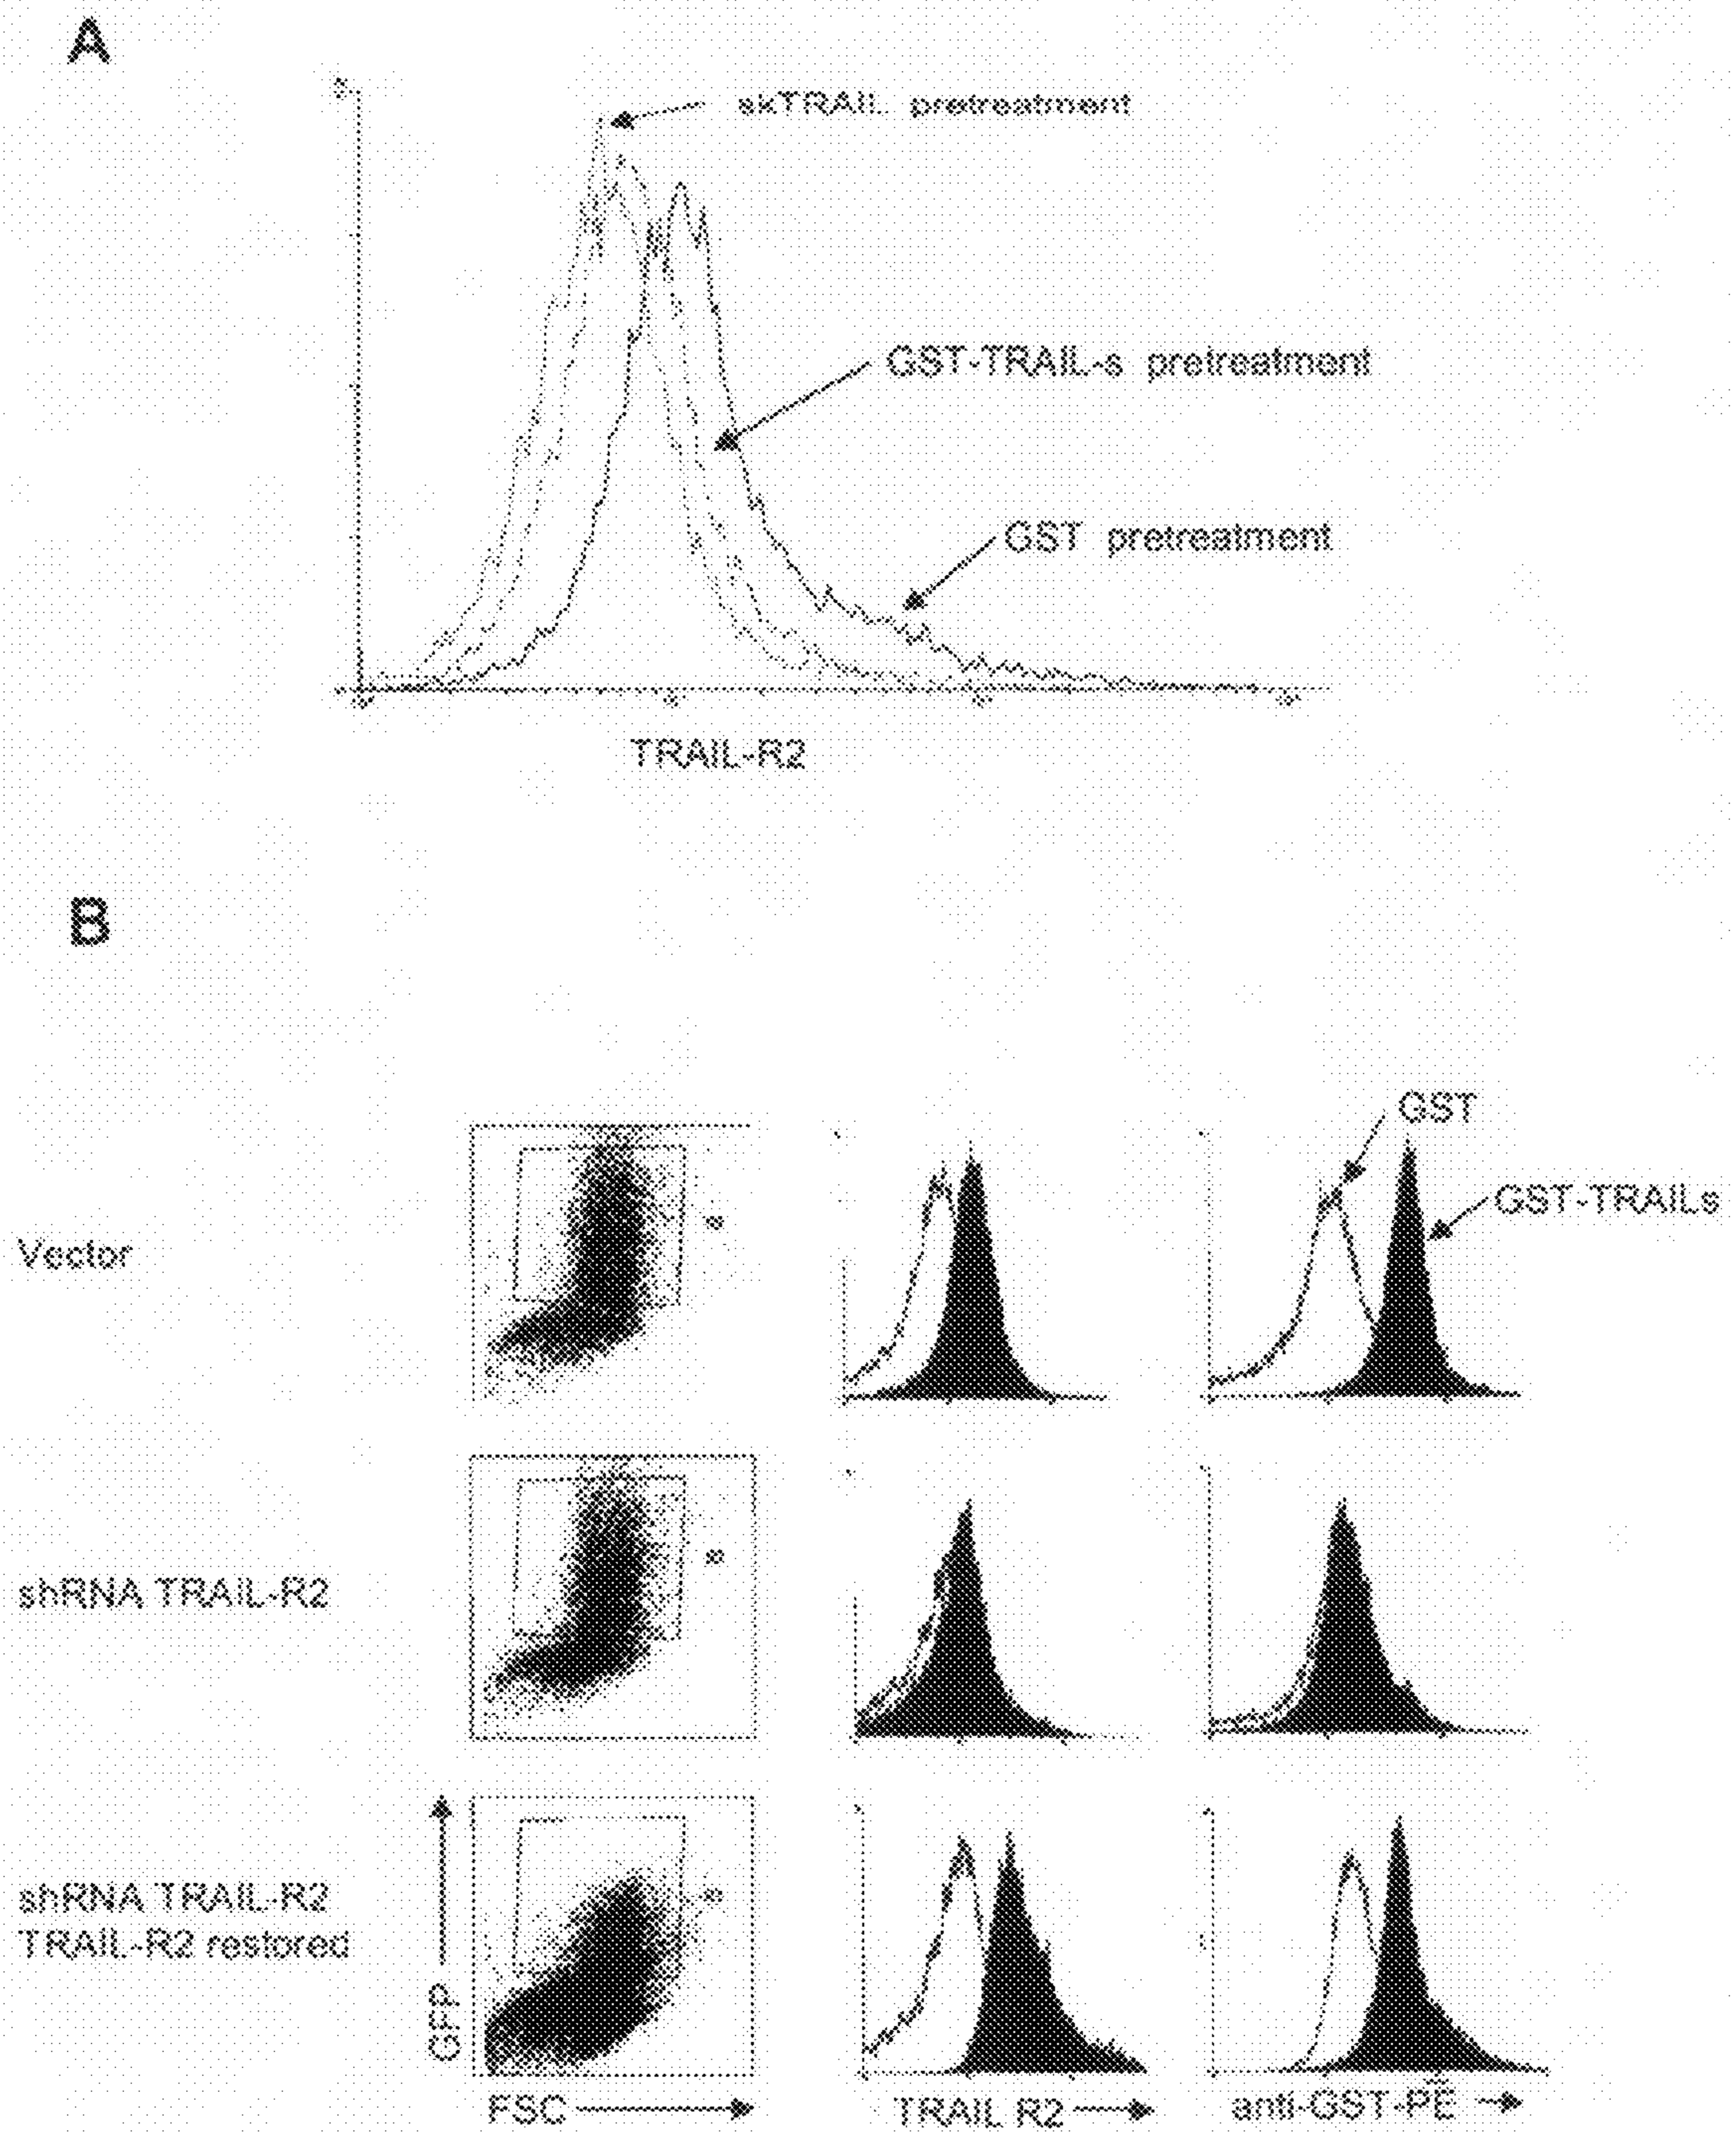 A
skTRAIL pretreatment
GST-TRAIL-s pretreatment
GST pretreatment
TRAIL-R2
B
GST
GST-TRAILs
Vector
shRNA TRAIL-R2
shRNA TRAIL-R2
TRAIL-R2 restored
GFP
FSC
TRAIL R2
anti-GST-PE